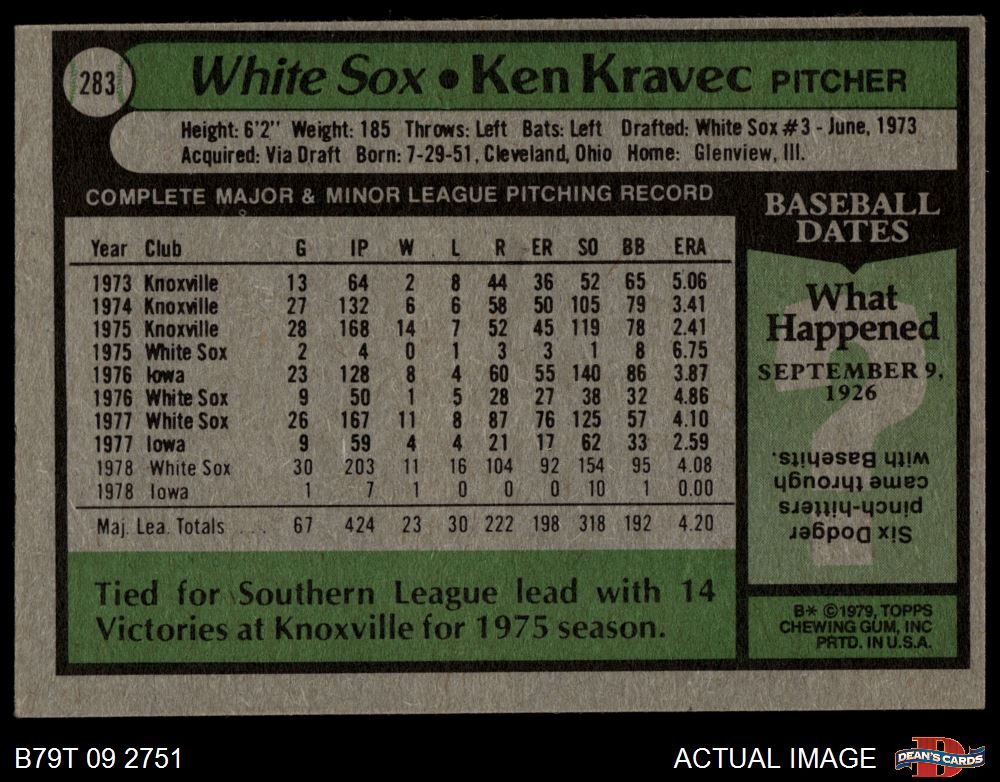 283
White Sox • Ken Kravec PITCHER
Height: 6'2" Weight: 185 Throws: Left Bats: Left Drafted: White Sox #3 - June, 1973
Acquired: Via Draft Born: 7-29-51, Cleveland, Ohio Home: Glenview, Ill.
COMPLETE MAJOR & MINOR LEAGUE PITCHING RECORD
Year Club G IP W L R ER SO BB ERA
1973 Knoxville 13 64 2 8 44 36 52 65 5.06
1974 Knoxville 27 132 6 6 58 50 105 79 3.41
1975 Knoxville 28 168 14 7 52 45 119 78 2.41
1975 White Sox 2 4 0 1 3 3 1 8 6.75
1976 Iowa 23 128 8 4 60 55 140 86 3.87
1976 White Sox 9 50 1 5 28 27 38 32 4.86
1977 White Sox 26 167 11 8 87 76 125 57 4.10
1977 Iowa 9 59 4 4 21 17 62 33 2.59
1978 White Sox 30 203 11 16 104 92 154 95 4.08
1978 Iowa 1 7 1 0 0 0 10 1 0.00
Maj. Lea. Totals .... 67 424 23 30 222 198 318 192 4.20
Tied for Southern League lead with 14
Victories at Knoxville for 1975 season.
BASEBALL
DATES
What
Happened
SEPTEMBER 9,
1926
?
Six Dodger
pinch-hitters
came through
with Basehits.
B* ©1979, TOPPS
CHEWING GUM, INC
PRTD. IN U.S.A.
B79T 09 2751
ACTUAL IMAGE
D
DEAN'S CARDS